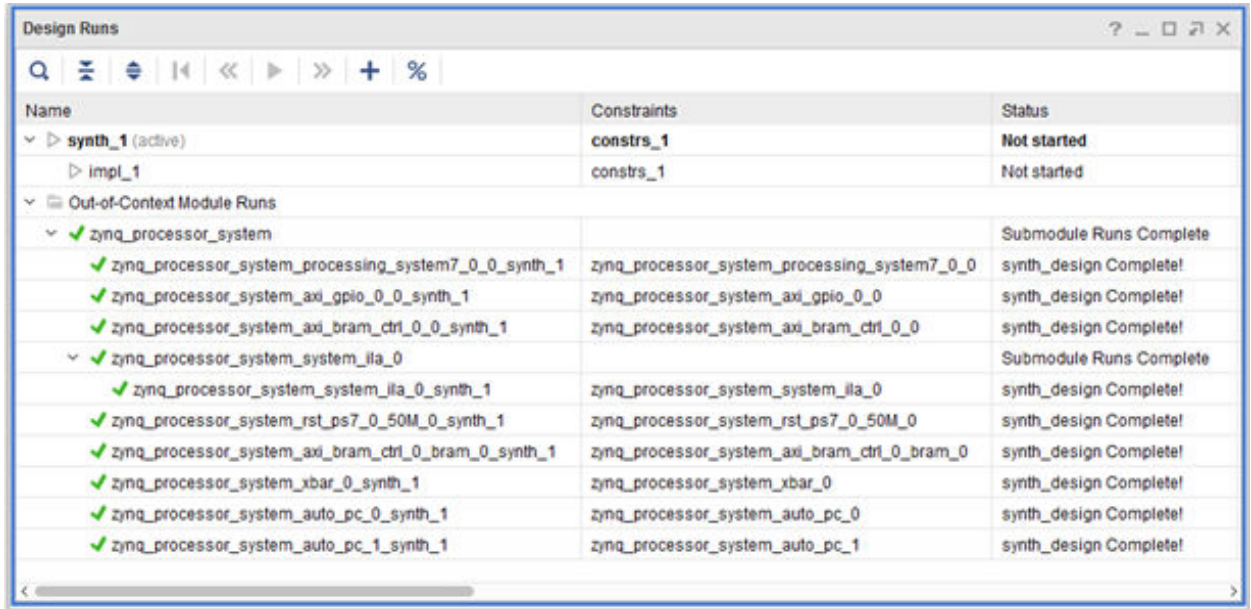 Design Runs
Name Constraints Status
synth_1 (active) constrs_1 Not started
impl_1 constrs_1 Not started
Out-of-Context Module Runs
zynq_processor_system Submodule Runs Complete
zynq_processor_system_processing_system7_0_0_synth_1 zynq_processor_system_processing_system7_0_0 synth_design Complete!
zynq_processor_system_axi_gpio_0_0_synth_1 zynq_processor_system_axi_gpio_0_0 synth_design Complete!
zynq_processor_system_axi_bram_ctrl_0_0_synth_1 zynq_processor_system_axi_bram_ctrl_0_0 synth_design Complete!
zynq_processor_system_system_ila_0 Submodule Runs Complete
zynq_processor_system_system_ila_0_synth_1 zynq_processor_system_system_ila_0 synth_design Complete!
zynq_processor_system_rst_ps7_0_50M_0_synth_1 zynq_processor_system_rst_ps7_0_50M_0 synth_design Complete!
zynq_processor_system_axi_bram_ctrl_0_bram_0_synth_1 zynq_processor_system_axi_bram_ctrl_0_bram_0 synth_design Complete!
zynq_processor_system_xbar_0_synth_1 zynq_processor_system_xbar_0 synth_design Complete!
zynq_processor_system_auto_pc_0_synth_1 zynq_processor_system_auto_pc_0 synth_design Complete!
zynq_processor_system_auto_pc_1_synth_1 zynq_processor_system_auto_pc_1 synth_design Complete!